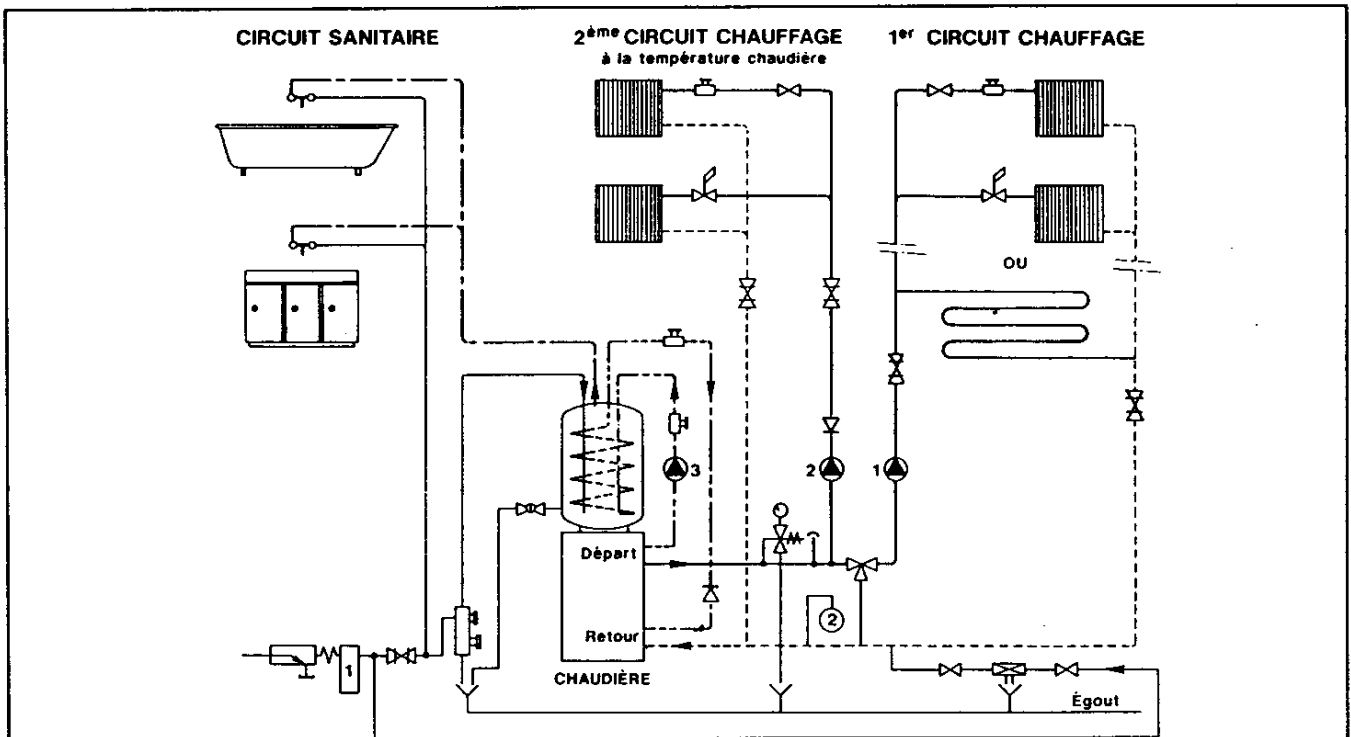 CIRCUIT SANITAIRE
2ème CIRCUIT CHAUFFAGE
à la température chaudière
1er CIRCUIT CHAUFFAGE
OU
3
2
1
Départ
2
Retour
1
CHAUDIÈRE
Égout